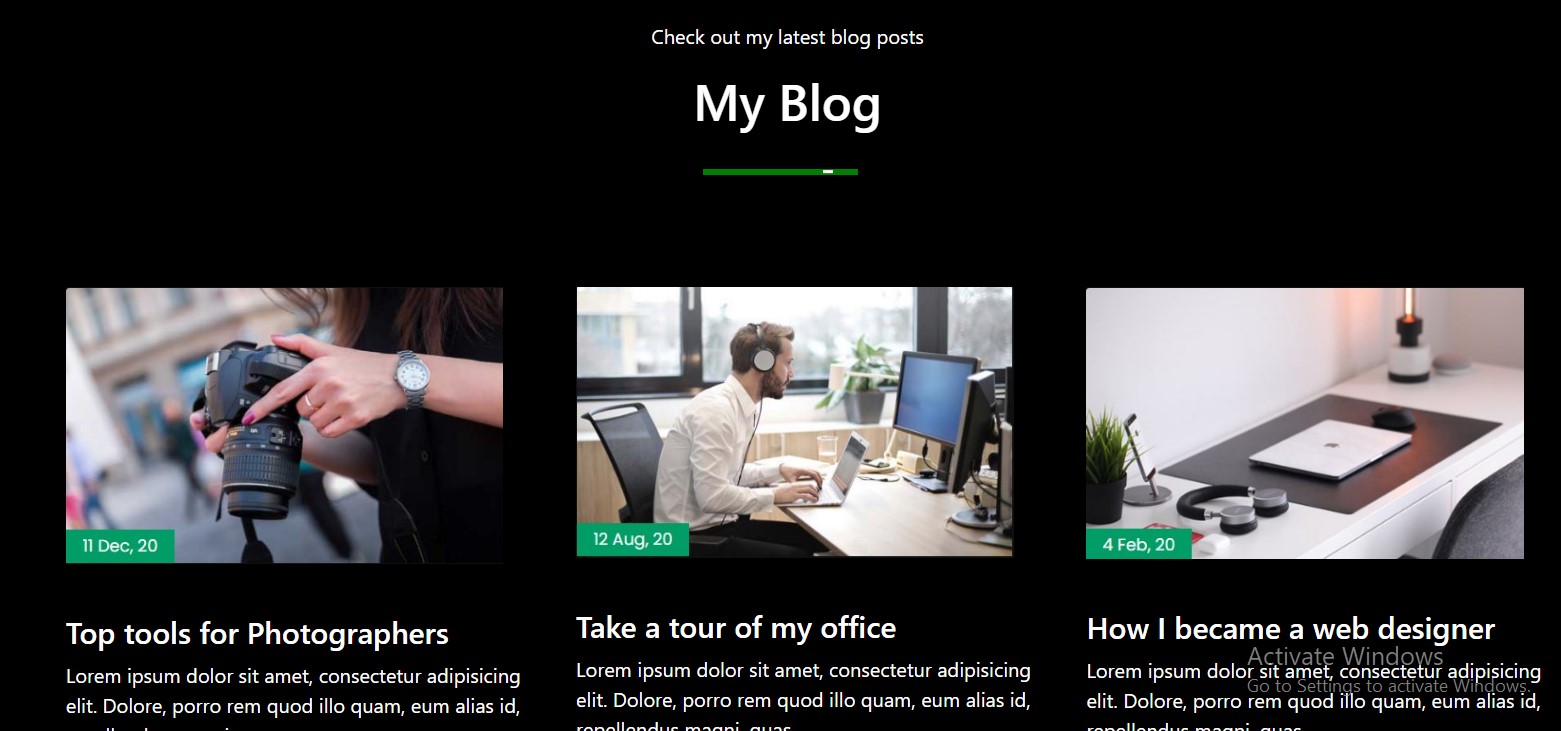 Check out my latest blog posts
My Blog
11 Dec, 20
12 Aug, 20
4 Feb, 20
Top tools for Photographers
Lorem ipsum dolor sit amet, consectetur adipisicing
elit. Dolore, porro rem quod illo quam, eum alias id,
Take a tour of my office
Lorem ipsum dolor sit amet, consectetur adipisicing
elit. Dolore, porro rem quod illo quam, eum alias id,
repellendus magni, quas
How I became a web designer
Lorem ipsum dolor sit amet, consectetur adipisicing
elit. Dolore, porro rem quod illo quam, eum alias id,
repellendus magni, quas
Activate Windows
Go to Settings to activate Windows.